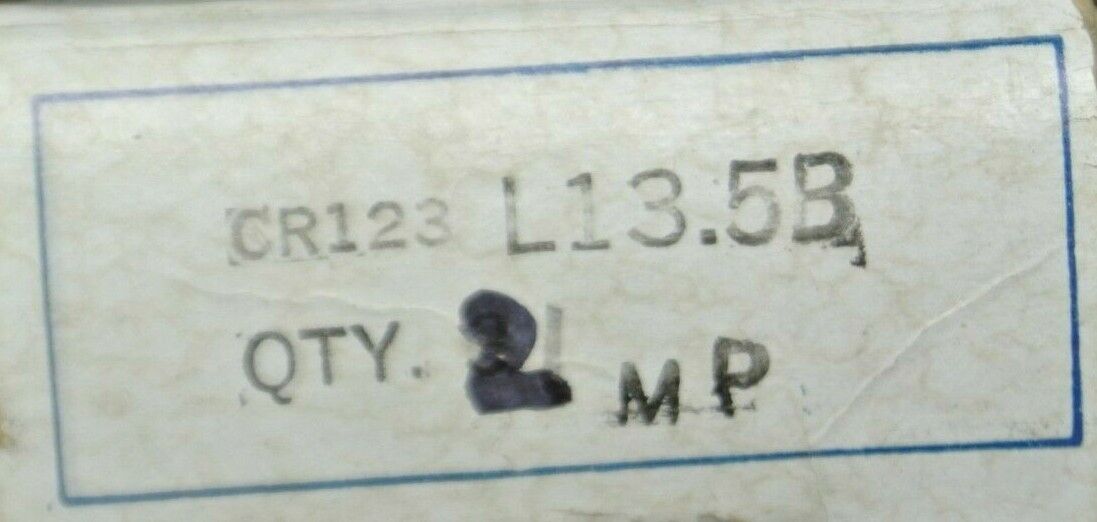 CR123 L13.5B
QTY. 2 MP